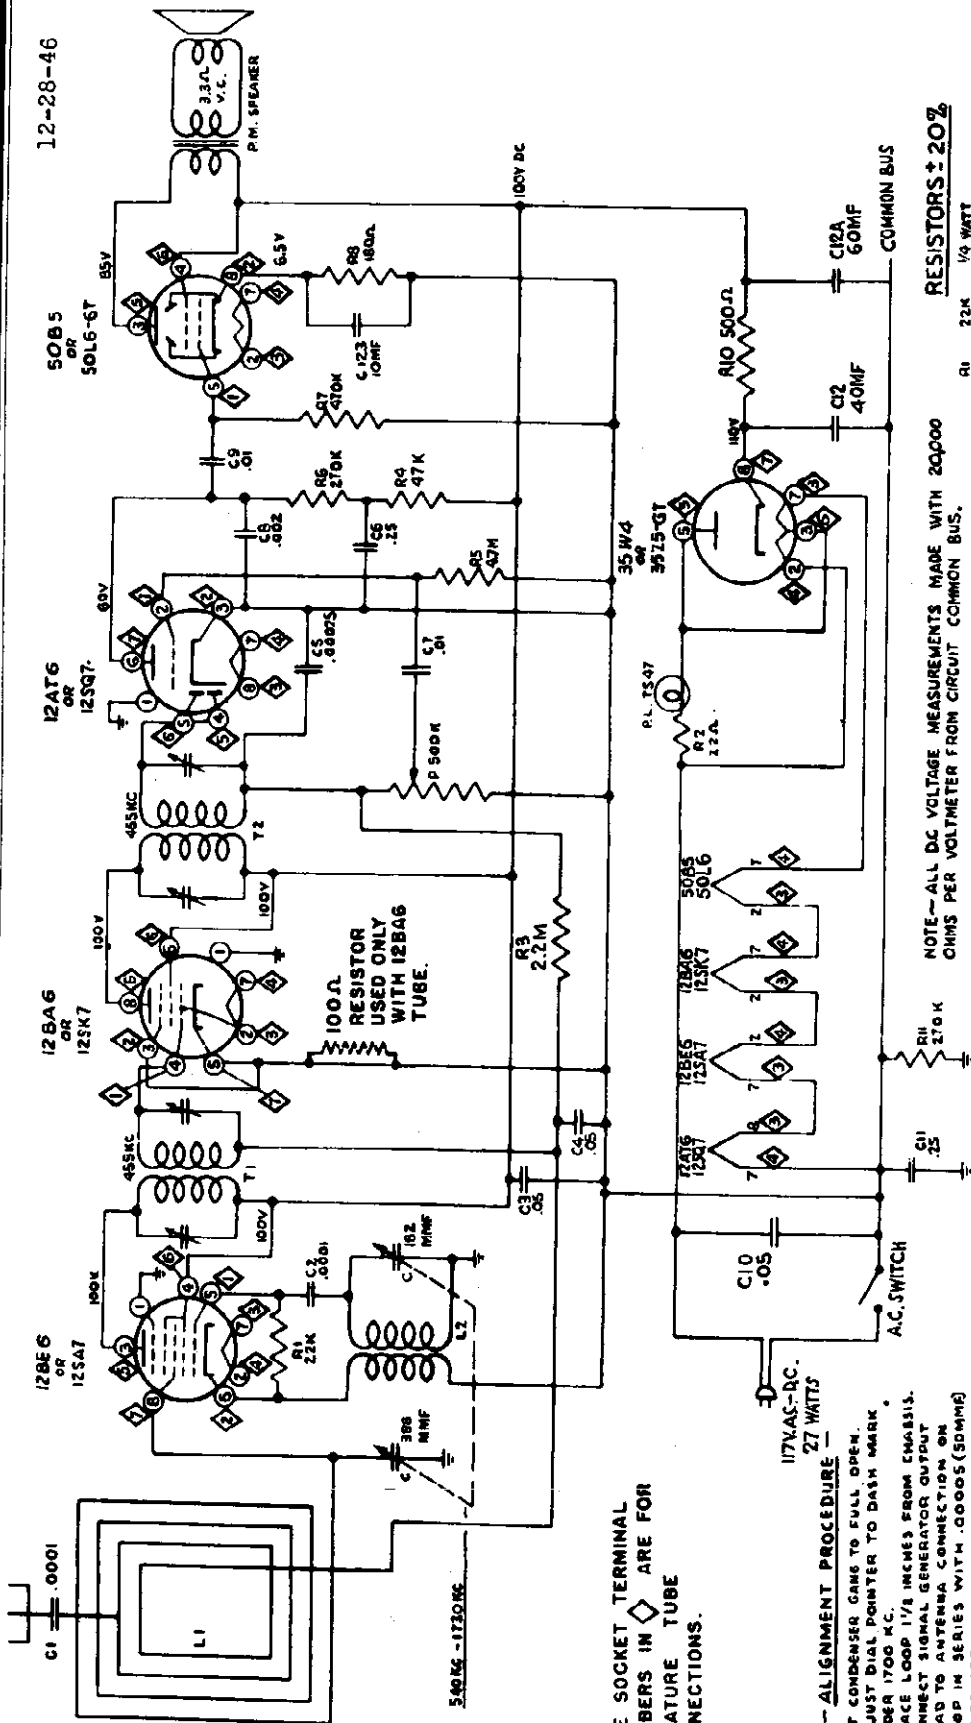 12-28-46
C1 .0001
L1
540KC - 1730KC
12BE6
OR
12SA7
100V
R1
22K
C2
.0001
C
386
MMF
C
162
MMF
L2
455KC
T1
100V
12BA6
OR
12SK7
100V
100Ω
RESISTOR
USED ONLY
WITH 12BA6
TUBE.
C3
.05
C4
.05
R3
2.2M
455KC
T2
100V
12AT6
OR
12SQ7.
60V
P 500K
C5
.00025
C7
.01
R5
4.7M
C8
.002
C6
.25
R6
270K
R4
47K
C9
.01
R7
470K
50B5
OR
50L6-6T
85V
6.5V
C 123
10MF
R8
180Ω
3.3Ω
V.C.
P.M. SPEAKER
100V DC
117V.AC-D.C.
27 WATTS
A.C. SWITCH
C10
.05
C11
.25
R11
270K
12AT6
12SQ7
12BE6
12SA7
12BA6
12SK7
50B5
50L6
R2
22Ω
P.L. TS47
35W4
OR
35Z5-GT
110V
R10 500Ω
C12
40MF
C12A
60MF
COMMON BUS
NOTE—ALL D.C VOLTAGE MEASUREMENTS MADE WITH 20,000
OHMS PER VOLTMETER FROM CIRCUIT COMMON BUS.
RESISTORS ± 20%
R1 22K 1/4 WATT
E SOCKET TERMINAL
BERS IN ◇ ARE FOR
ATURE TUBE
NECTIONS.
— ALIGNMENT PROCEDURE —
T CONDENSER GANG TO FULL OPEN.
JUST DIAL POINTER TO DASH MARK
DER 1700 KC.
ACE LOOP 1 1/2 INCHES FROM CHASSIS.
NNECT SIGNAL GENERATOR OUTPUT
AD TO ANTENNA CONNECTION ON
OP IN SERIES WITH .00005 (50MMF)